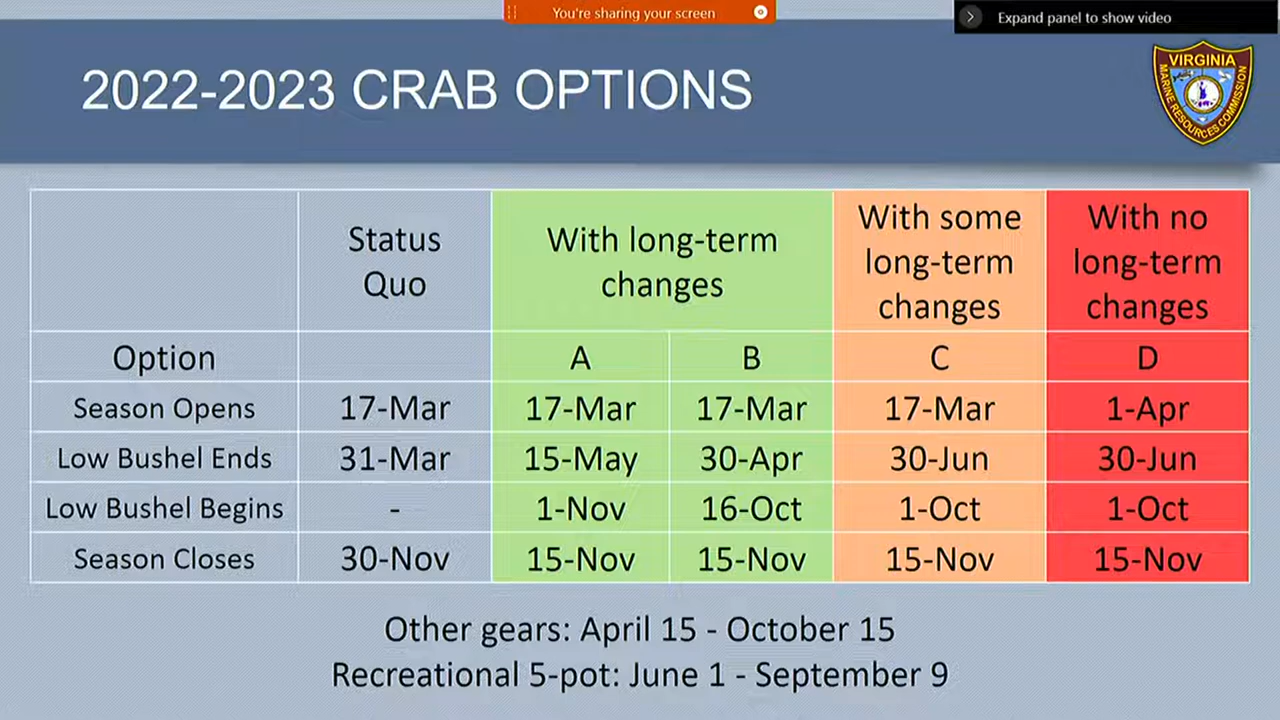 You're sharing your screen
Expand panel to show video
2022-2023 CRAB OPTIONS
VIRGINIA
MARINE RESOURCES COMMISSION
Status Quo With long-term changes With some long-term changes With no long-term changes
Option A B C D
Season Opens 17-Mar 17-Mar 17-Mar 17-Mar 1-Apr
Low Bushel Ends 31-Mar 15-May 30-Apr 30-Jun 30-Jun
Low Bushel Begins - 1-Nov 16-Oct 1-Oct 1-Oct
Season Closes 30-Nov 15-Nov 15-Nov 15-Nov 15-Nov
Other gears: April 15 - October 15
Recreational 5-pot: June 1 - September 9